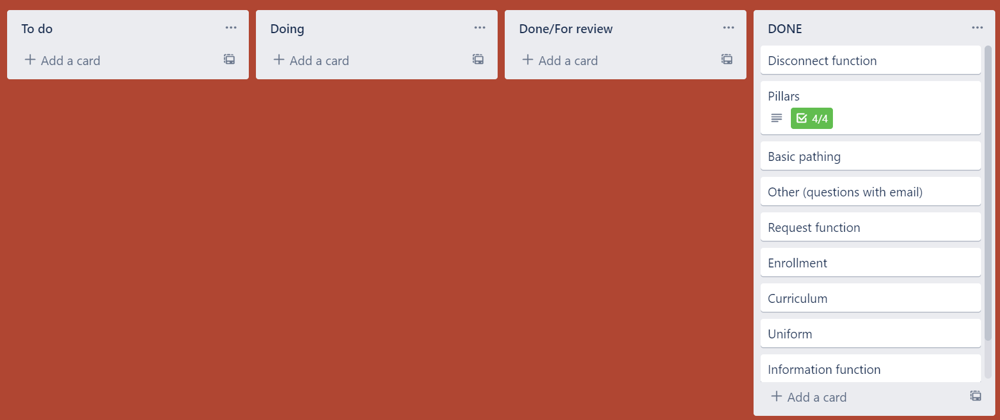 To do
Add a card
Doing
Add a card
Done/For review
Add a card
DONE
Disconnect function
Pillars
4/4
Basic pathing
Other (questions with email)
Request function
Enrollment
Curriculum
Uniform
Information function
Add a card